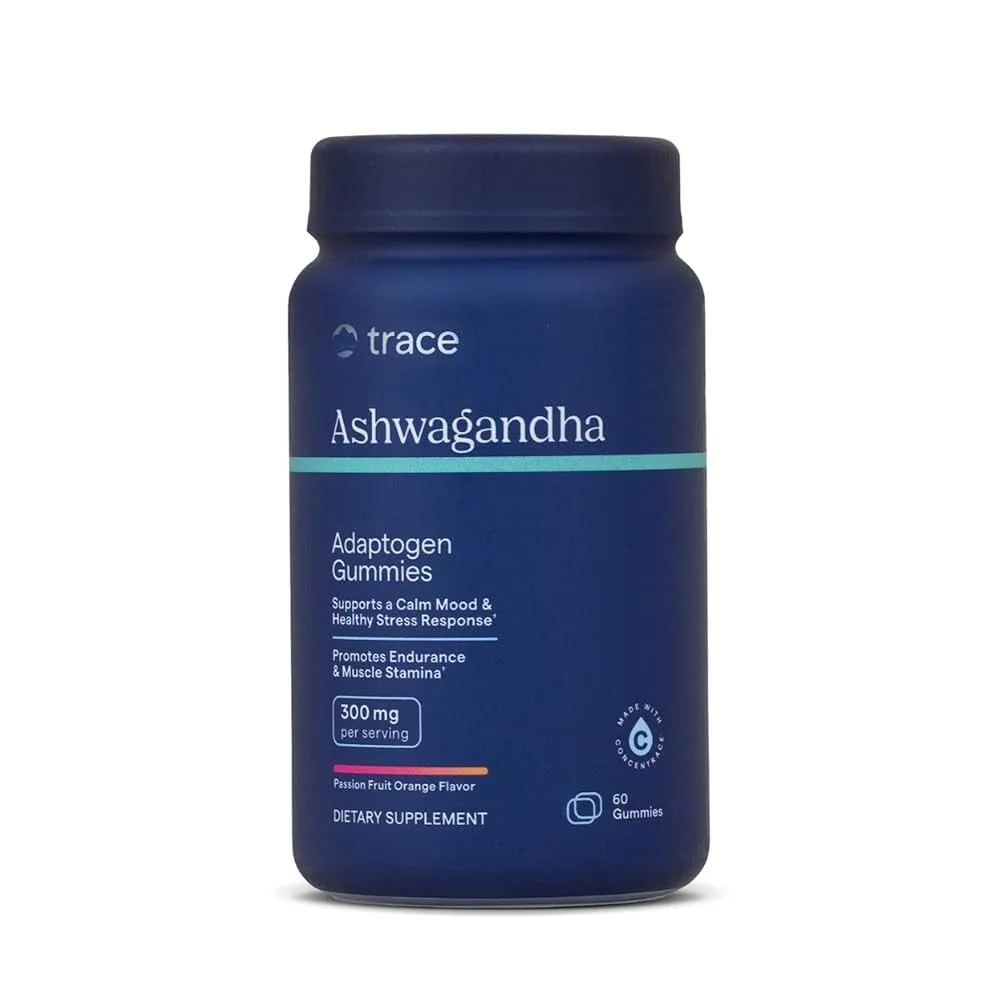 trace
Ashwagandha
Adaptogen
Gummies
Supports a Calm Mood &
Healthy Stress Response†
Promotes Endurance
& Muscle Stamina†
300 mg
per serving
Passion Fruit Orange Flavor
DIETARY SUPPLEMENT
MADE WITH
C
CONCENTRACE
60
Gummies